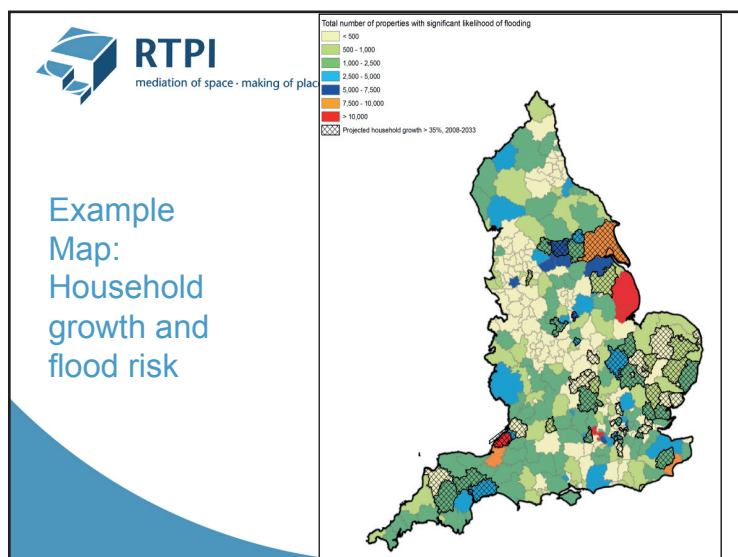 RTPI
mediation of space · making of plac
Example
Map:
Household
growth and
flood risk
Total number of properties with significant likelihood of flooding
< 500
500 - 1,000
1,000 - 2,500
2,500 - 5,000
5,000 - 7,500
7,500 - 10,000
> 10,000
Projected household growth > 35%, 2008-2033